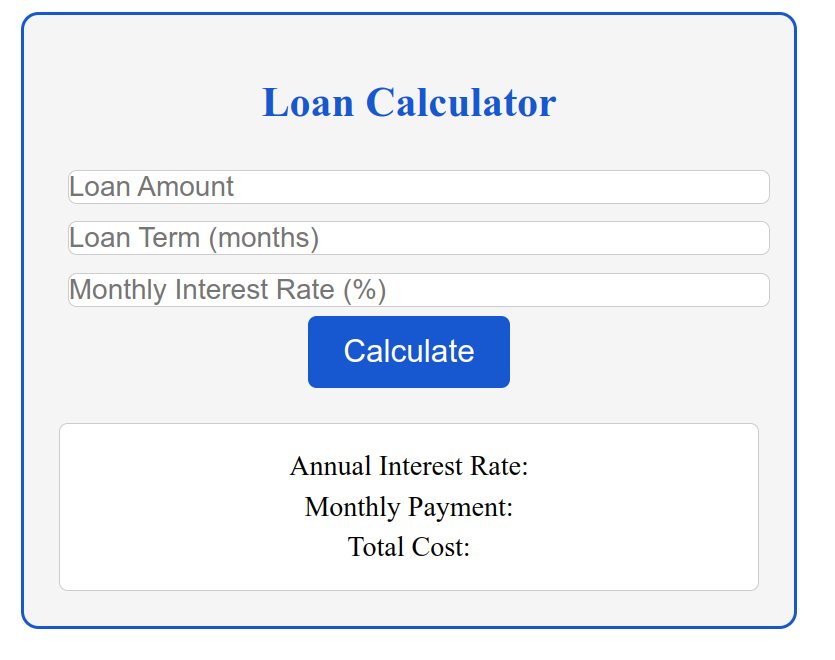 Loan Calculator
Loan Amount
Loan Term (months)
Monthly Interest Rate (%)
Calculate
Annual Interest Rate:
Monthly Payment:
Total Cost: